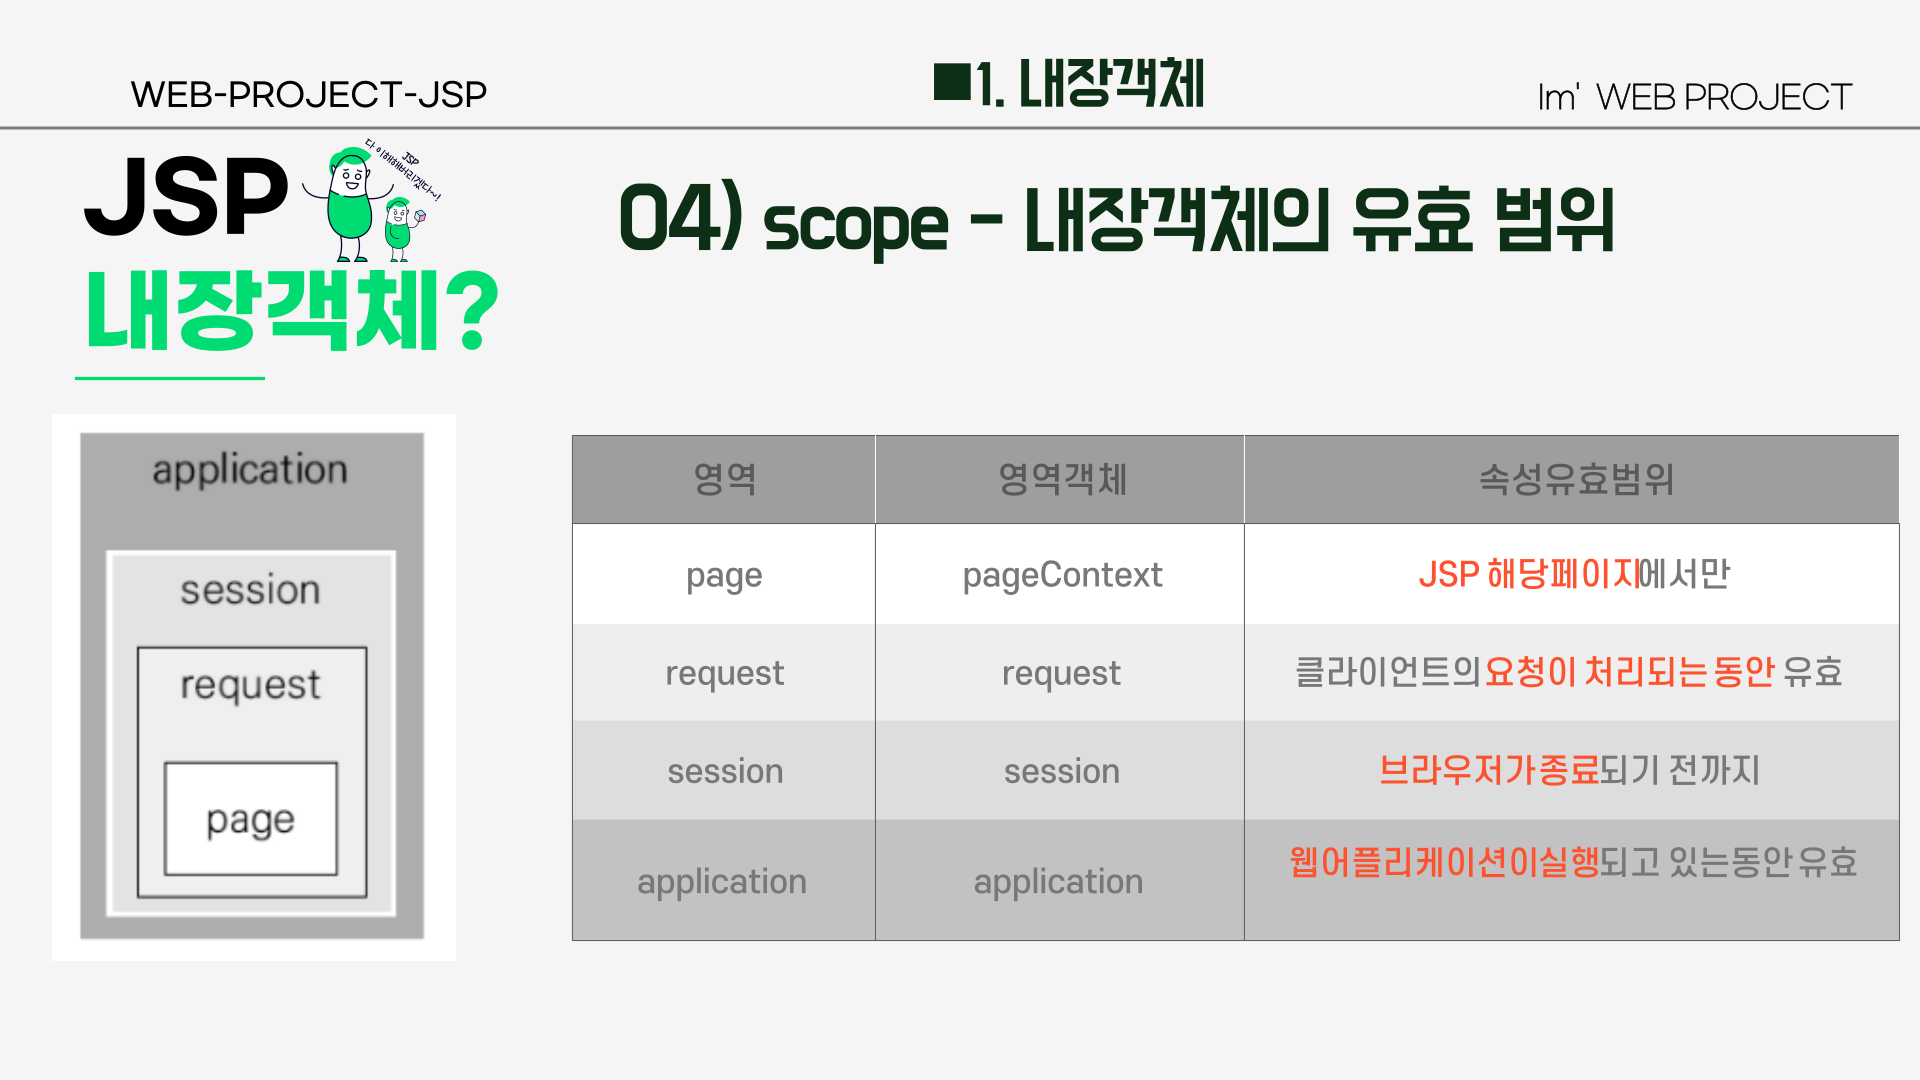 WEB-PROJECT-JSP
■1. 내장객체
Im' WEB PROJECT
JSP
JSP
다 이해해버리겠다~!
내장객체?
04) scope - 내장객체의 유효 범위
application
session
request
page
영역 영역객체 속성유효범위
page pageContext JSP 해당페이지에서만
request request 클라이언트의 요청이 처리되는 동안 유효
session session 브라우저가 종료되기 전까지
application application 웹어플리케이션이실행되고 있는동안 유효